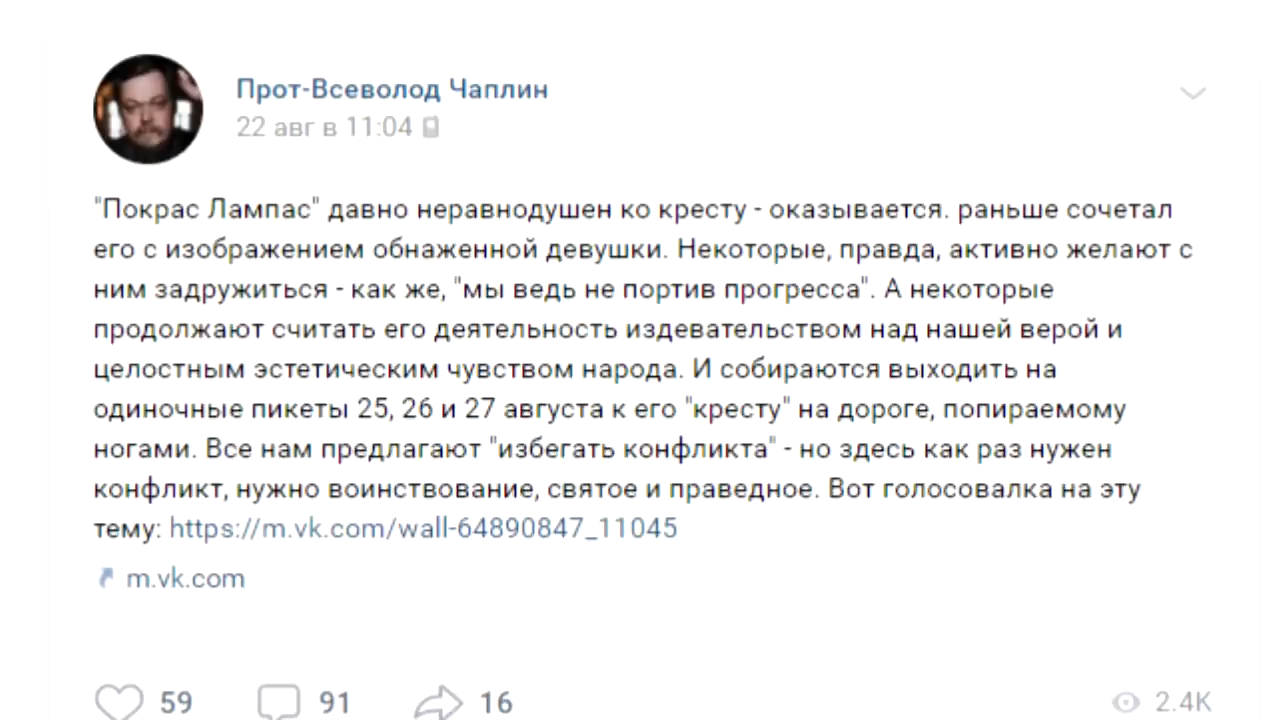 Прот-Всеволод Чаплин
22 авг в 11:04
"Покрас Лампас" давно неравнодушен ко кресту - оказывается. раньше сочетал
его с изображением обнаженной девушки. Некоторые, правда, активно желают с
ним задружиться - как же, "мы ведь не портив прогресса". А некоторые
продолжают считать его деятельность издевательством над нашей верой и
целостным эстетическим чувством народа. И собираются выходить на
одиночные пикеты 25, 26 и 27 августа к его "кресту" на дороге, попираемому
ногами. Все нам предлагают "избегать конфликта" - но здесь как раз нужен
конфликт, нужно воинствование, святое и праведное. Вот голосовалка на эту
тему: https://m.vk.com/wall-64890847_11045
m.vk.com
59 91 16 2.4K